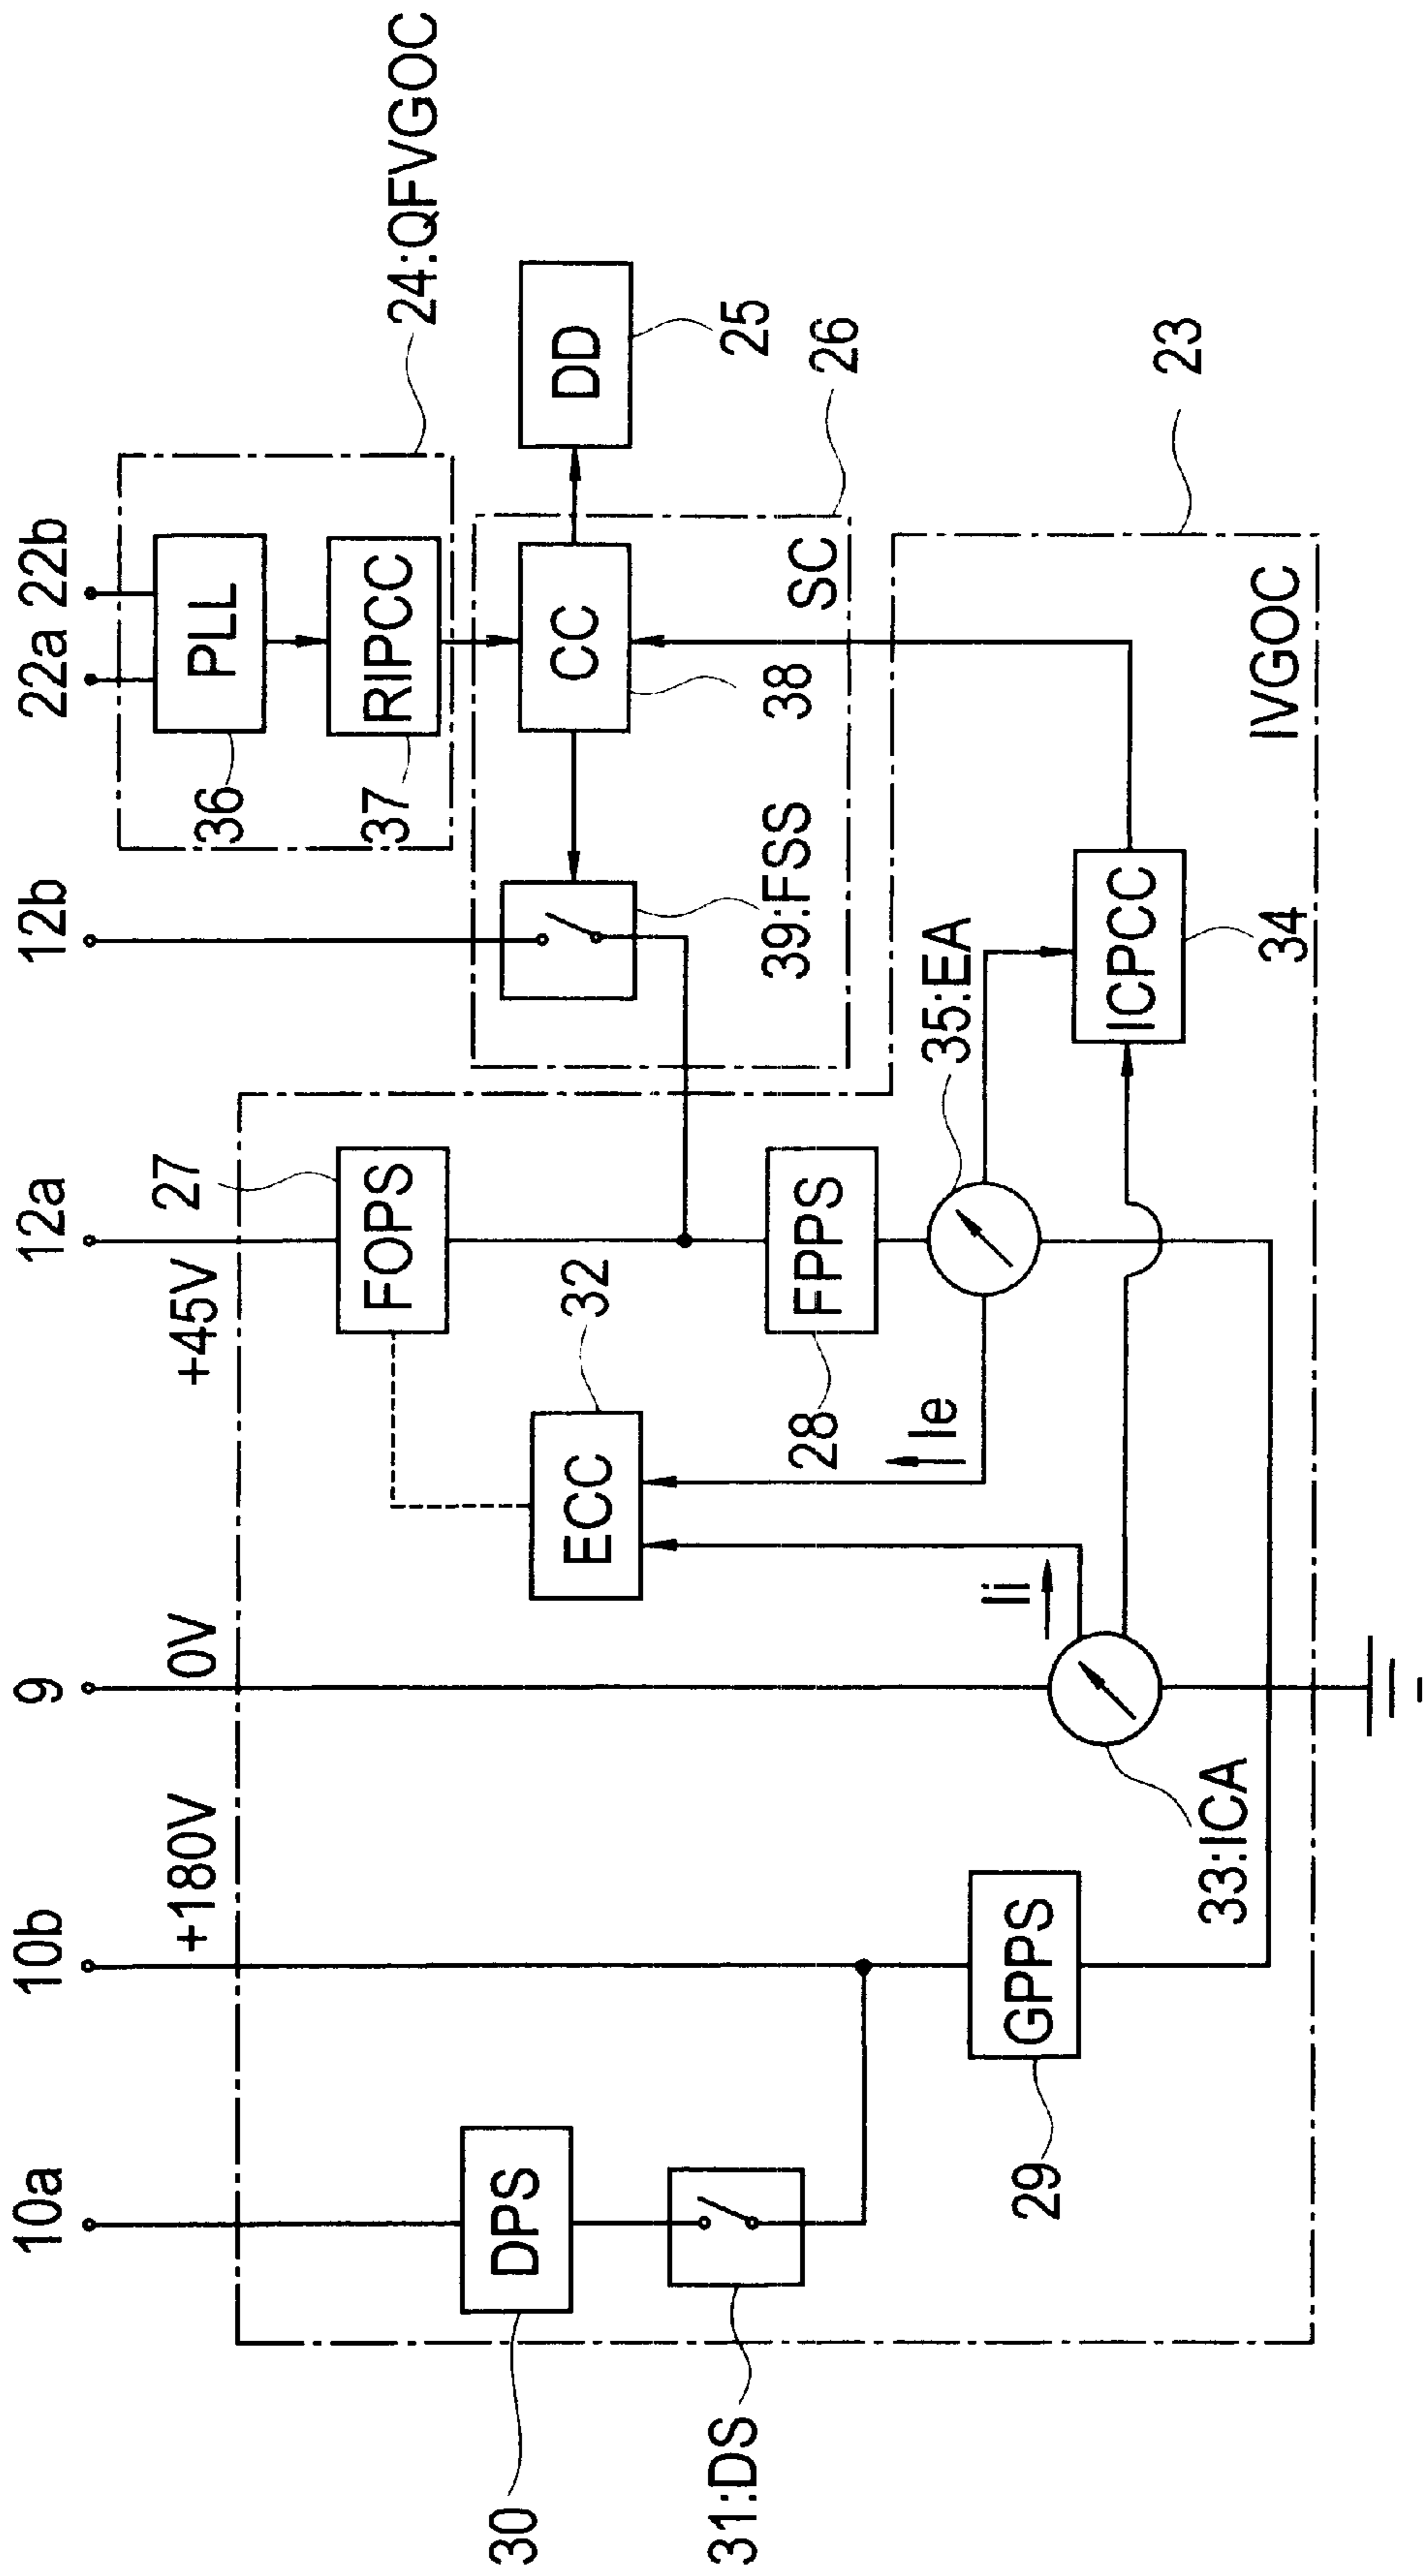 10a
10b
9
12a
12b
22a
22b
+180V
0V
+45V
27
FOPS
32
ECC
DPS
30
31:DS
GPPS
29
33:ICA
Ii
Ie
28
FPPS
35:EA
ICPCC
34
IVGOC
23
PLL
36
RIPCC
37
24:QFVGOC
CC
38
39:FSS
SC
26
DD
25